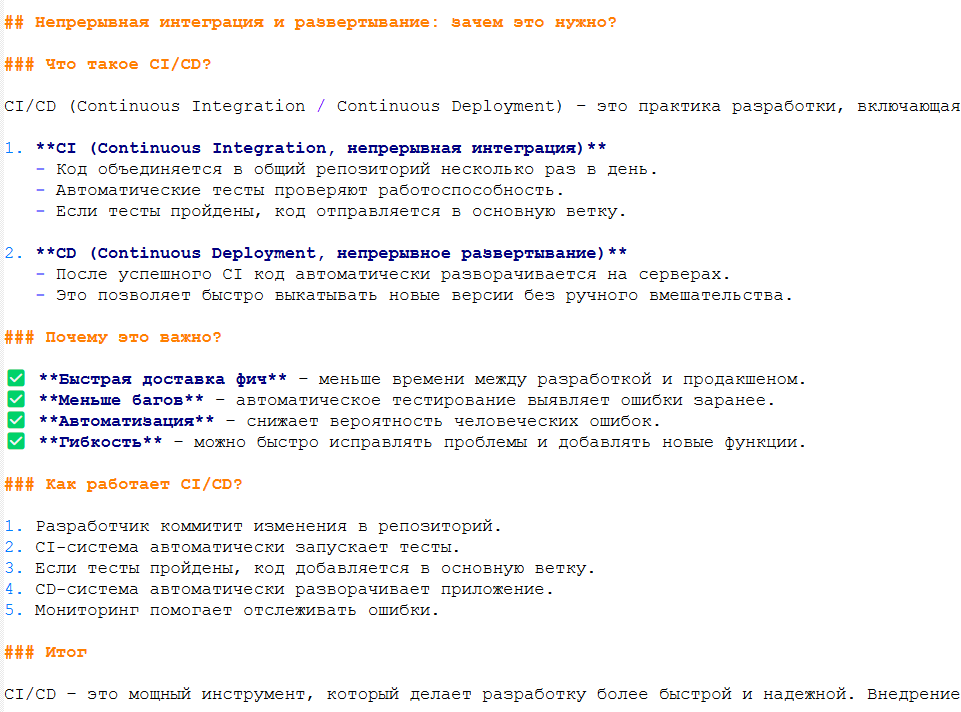 ## Непрерывная интеграция и развертывание: зачем это нужно?
### Что такое CI/CD?
CI/CD (Continuous Integration / Continuous Deployment) – это практика разработки, включающая
1. **CI (Continuous Integration, непрерывная интеграция)**
- Код объединяется в общий репозиторий несколько раз в день.
- Автоматические тесты проверяют работоспособность.
- Если тесты пройдены, код отправляется в основную ветку.
2. **CD (Continuous Deployment, непрерывное развертывание)**
- После успешного CI код автоматически разворачивается на серверах.
- Это позволяет быстро выкатывать новые версии без ручного вмешательства.
### Почему это важно?
✅ **Быстрая доставка фич** – меньше времени между разработкой и продакшеном.
✅ **Меньше багов** – автоматическое тестирование выявляет ошибки заранее.
✅ **Автоматизация** – снижает вероятность человеческих ошибок.
✅ **Гибкость** – можно быстро исправлять проблемы и добавлять новые функции.
### Как работает CI/CD?
1. Разработчик коммитит изменения в репозиторий.
2. CI-система автоматически запускает тесты.
3. Если тесты пройдены, код добавляется в основную ветку.
4. CD-система автоматически разворачивает приложение.
5. Мониторинг помогает отслеживать ошибки.
### Итог
CI/CD – это мощный инструмент, который делает разработку более быстрой и надежной. Внедрение